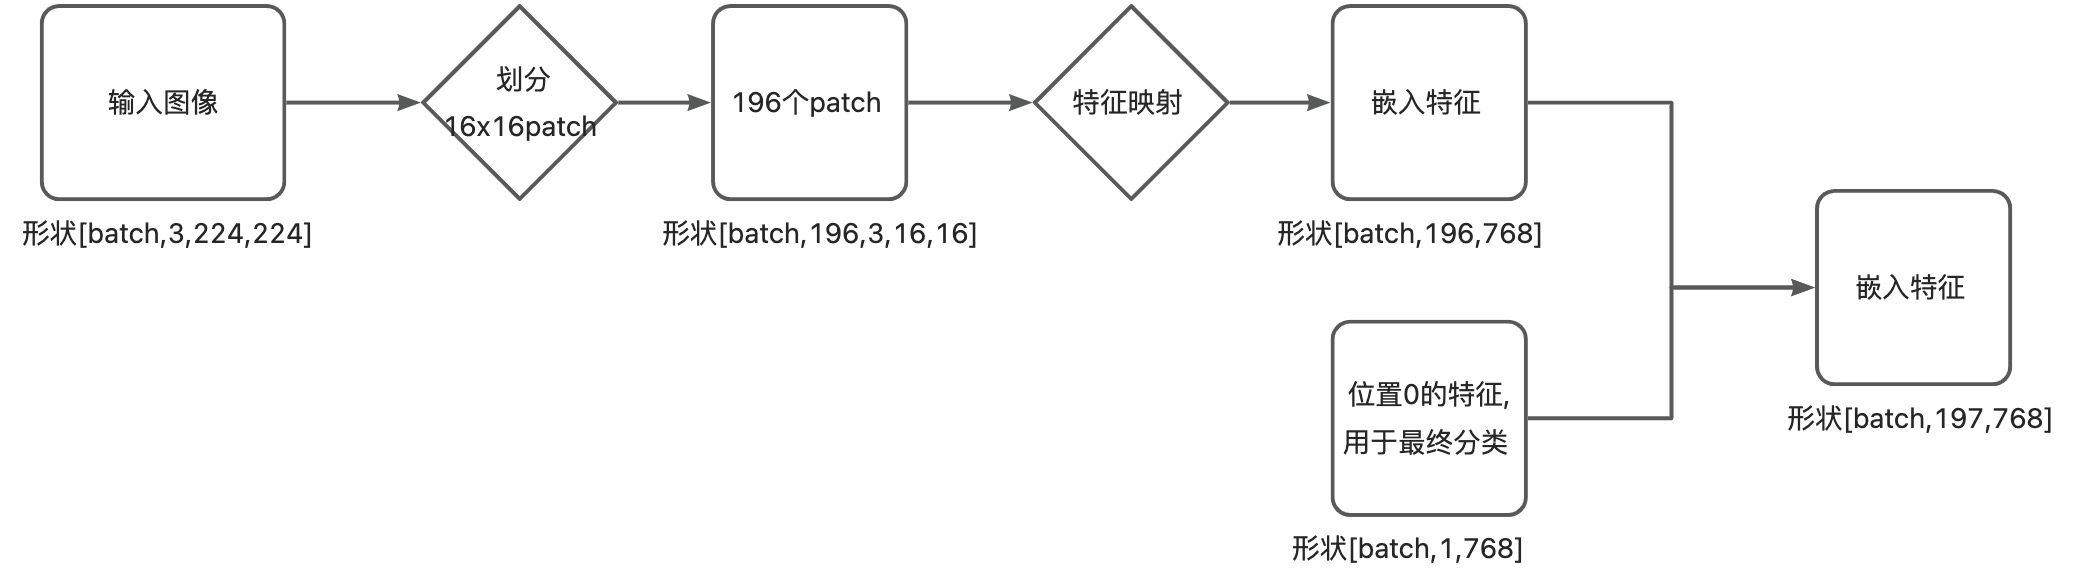 输入图像
形状[batch,3,224,224]
划分
16x16patch
196个patch
形状[batch,196,3,16,16]
特征映射
嵌入特征
形状[batch,196,768]
位置0的特征,
用于最终分类
形状[batch,1,768]
嵌入特征
形状[batch,197,768]